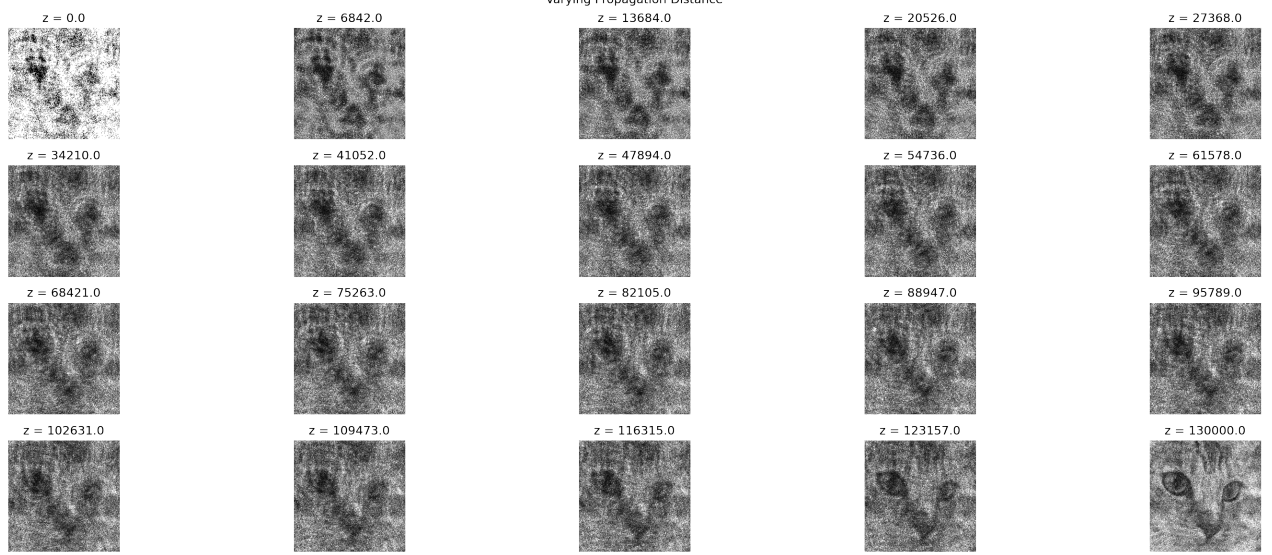 Varying Propagation Distance
z = 0.0 z = 6842.0 z = 13684.0 z = 20526.0 z = 27368.0
z = 34210.0 z = 41052.0 z = 47894.0 z = 54736.0 z = 61578.0
z = 68421.0 z = 75263.0 z = 82105.0 z = 88947.0 z = 95789.0
z = 102631.0 z = 109473.0 z = 116315.0 z = 123157.0 z = 130000.0